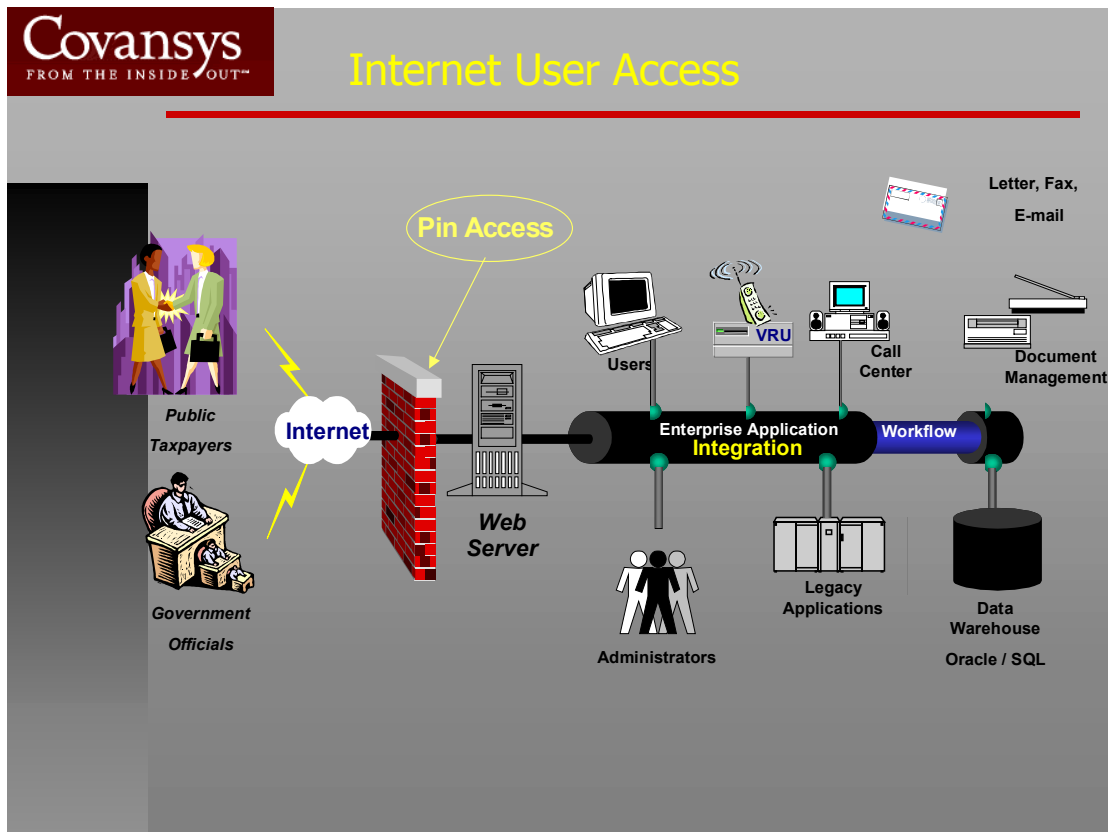 Covansys
FROM THE INSIDE OUT℠
Internet User Access
Letter, Fax,
E-mail
Pin Access
VRU
Users
Call
Center
Document
Management
Public
Taxpayers
Internet
Enterprise Application
Integration
Workflow
Web
Server
Government
Officials
Administrators
Legacy
Applications
Data
Warehouse
Oracle / SQL